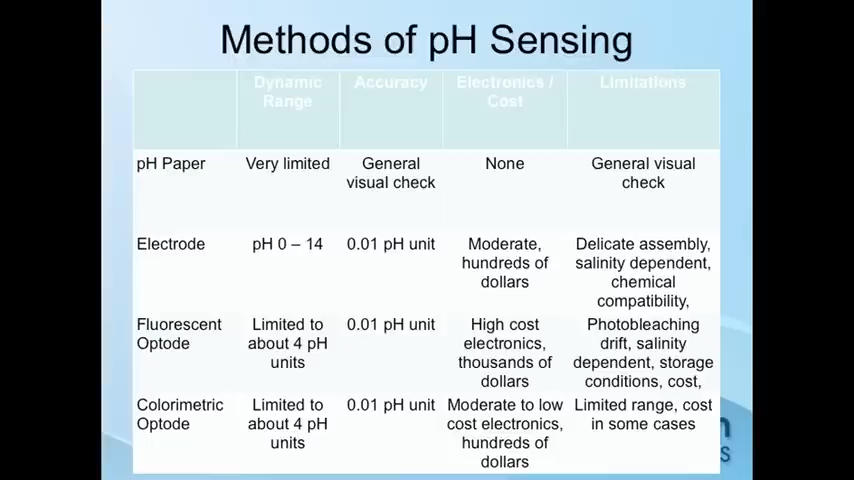 Methods of pH Sensing
Dynamic Range | Accuracy | Electronics / Cost | Limitations
pH Paper | Very limited | General visual check | None | General visual check
Electrode | pH 0 – 14 | 0.01 pH unit | Moderate, hundreds of dollars | Delicate assembly, salinity dependent, chemical compatibility,
Fluorescent Optode | Limited to about 4 pH units | 0.01 pH unit | High cost electronics, thousands of dollars | Photobleaching drift, salinity dependent, storage conditions, cost,
Colorimetric Optode | Limited to about 4 pH units | 0.01 pH unit | Moderate to low cost electronics, hundreds of dollars | Limited range, cost in some cases